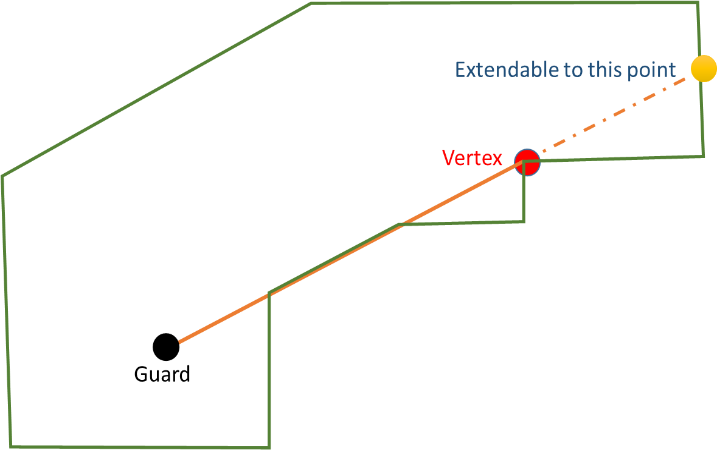 Extendable to this point
Vertex
Guard